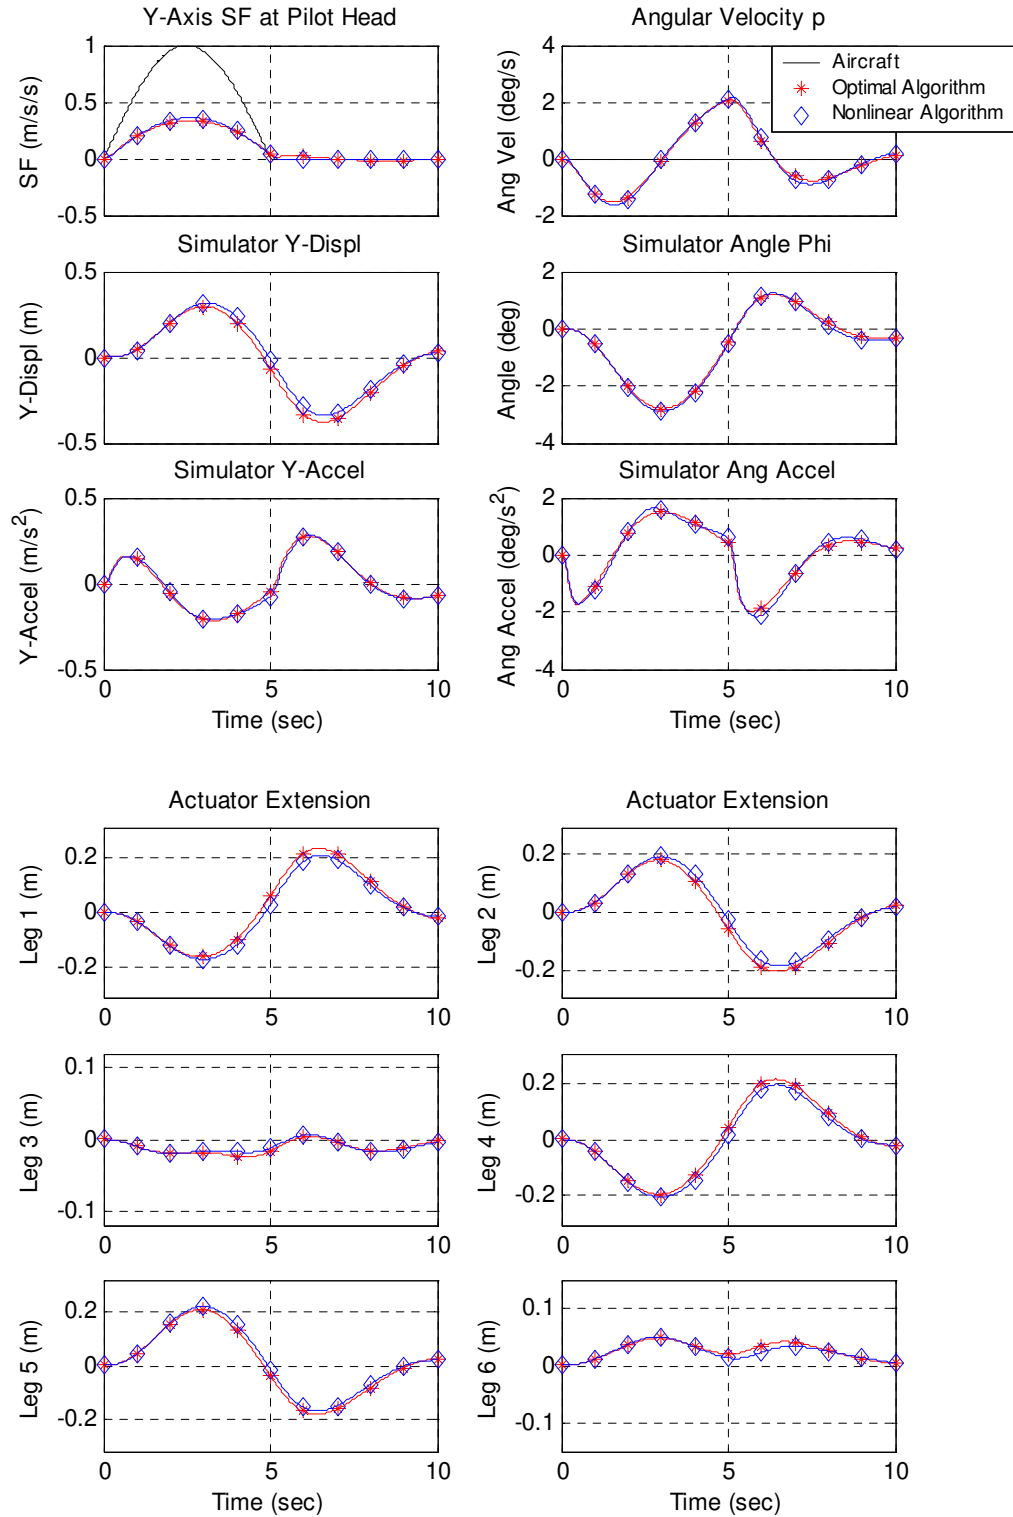 Y-Axis SF at Pilot Head
Angular Velocity p
SF (m/s/s)
1
0.5
0
-0.5
Ang Vel (deg/s)
4
2
0
-2
Aircraft
Optimal Algorithm
Nonlinear Algorithm
Simulator Y-Displ
Simulator Angle Phi
Y-Displ (m)
0.5
0
-0.5
Angle (deg)
2
0
-2
-4
Simulator Y-Accel
Simulator Ang Accel
Y-Accel (m/s²)
0.5
0
-0.5
0 5 10
Time (sec)
Ang Accel (deg/s²)
2
0
-2
-4
0 5 10
Time (sec)
Actuator Extension
Actuator Extension
Leg 1 (m)
0.2
0
-0.2
0 5 10
Leg 2 (m)
0.2
0
-0.2
0 5 10
Leg 3 (m)
0.1
0
-0.1
0 5 10
Leg 4 (m)
0.2
0
-0.2
0 5 10
Leg 5 (m)
0.2
0
-0.2
0 5 10
Time (sec)
Leg 6 (m)
0.1
0
-0.1
0 5 10
Time (sec)